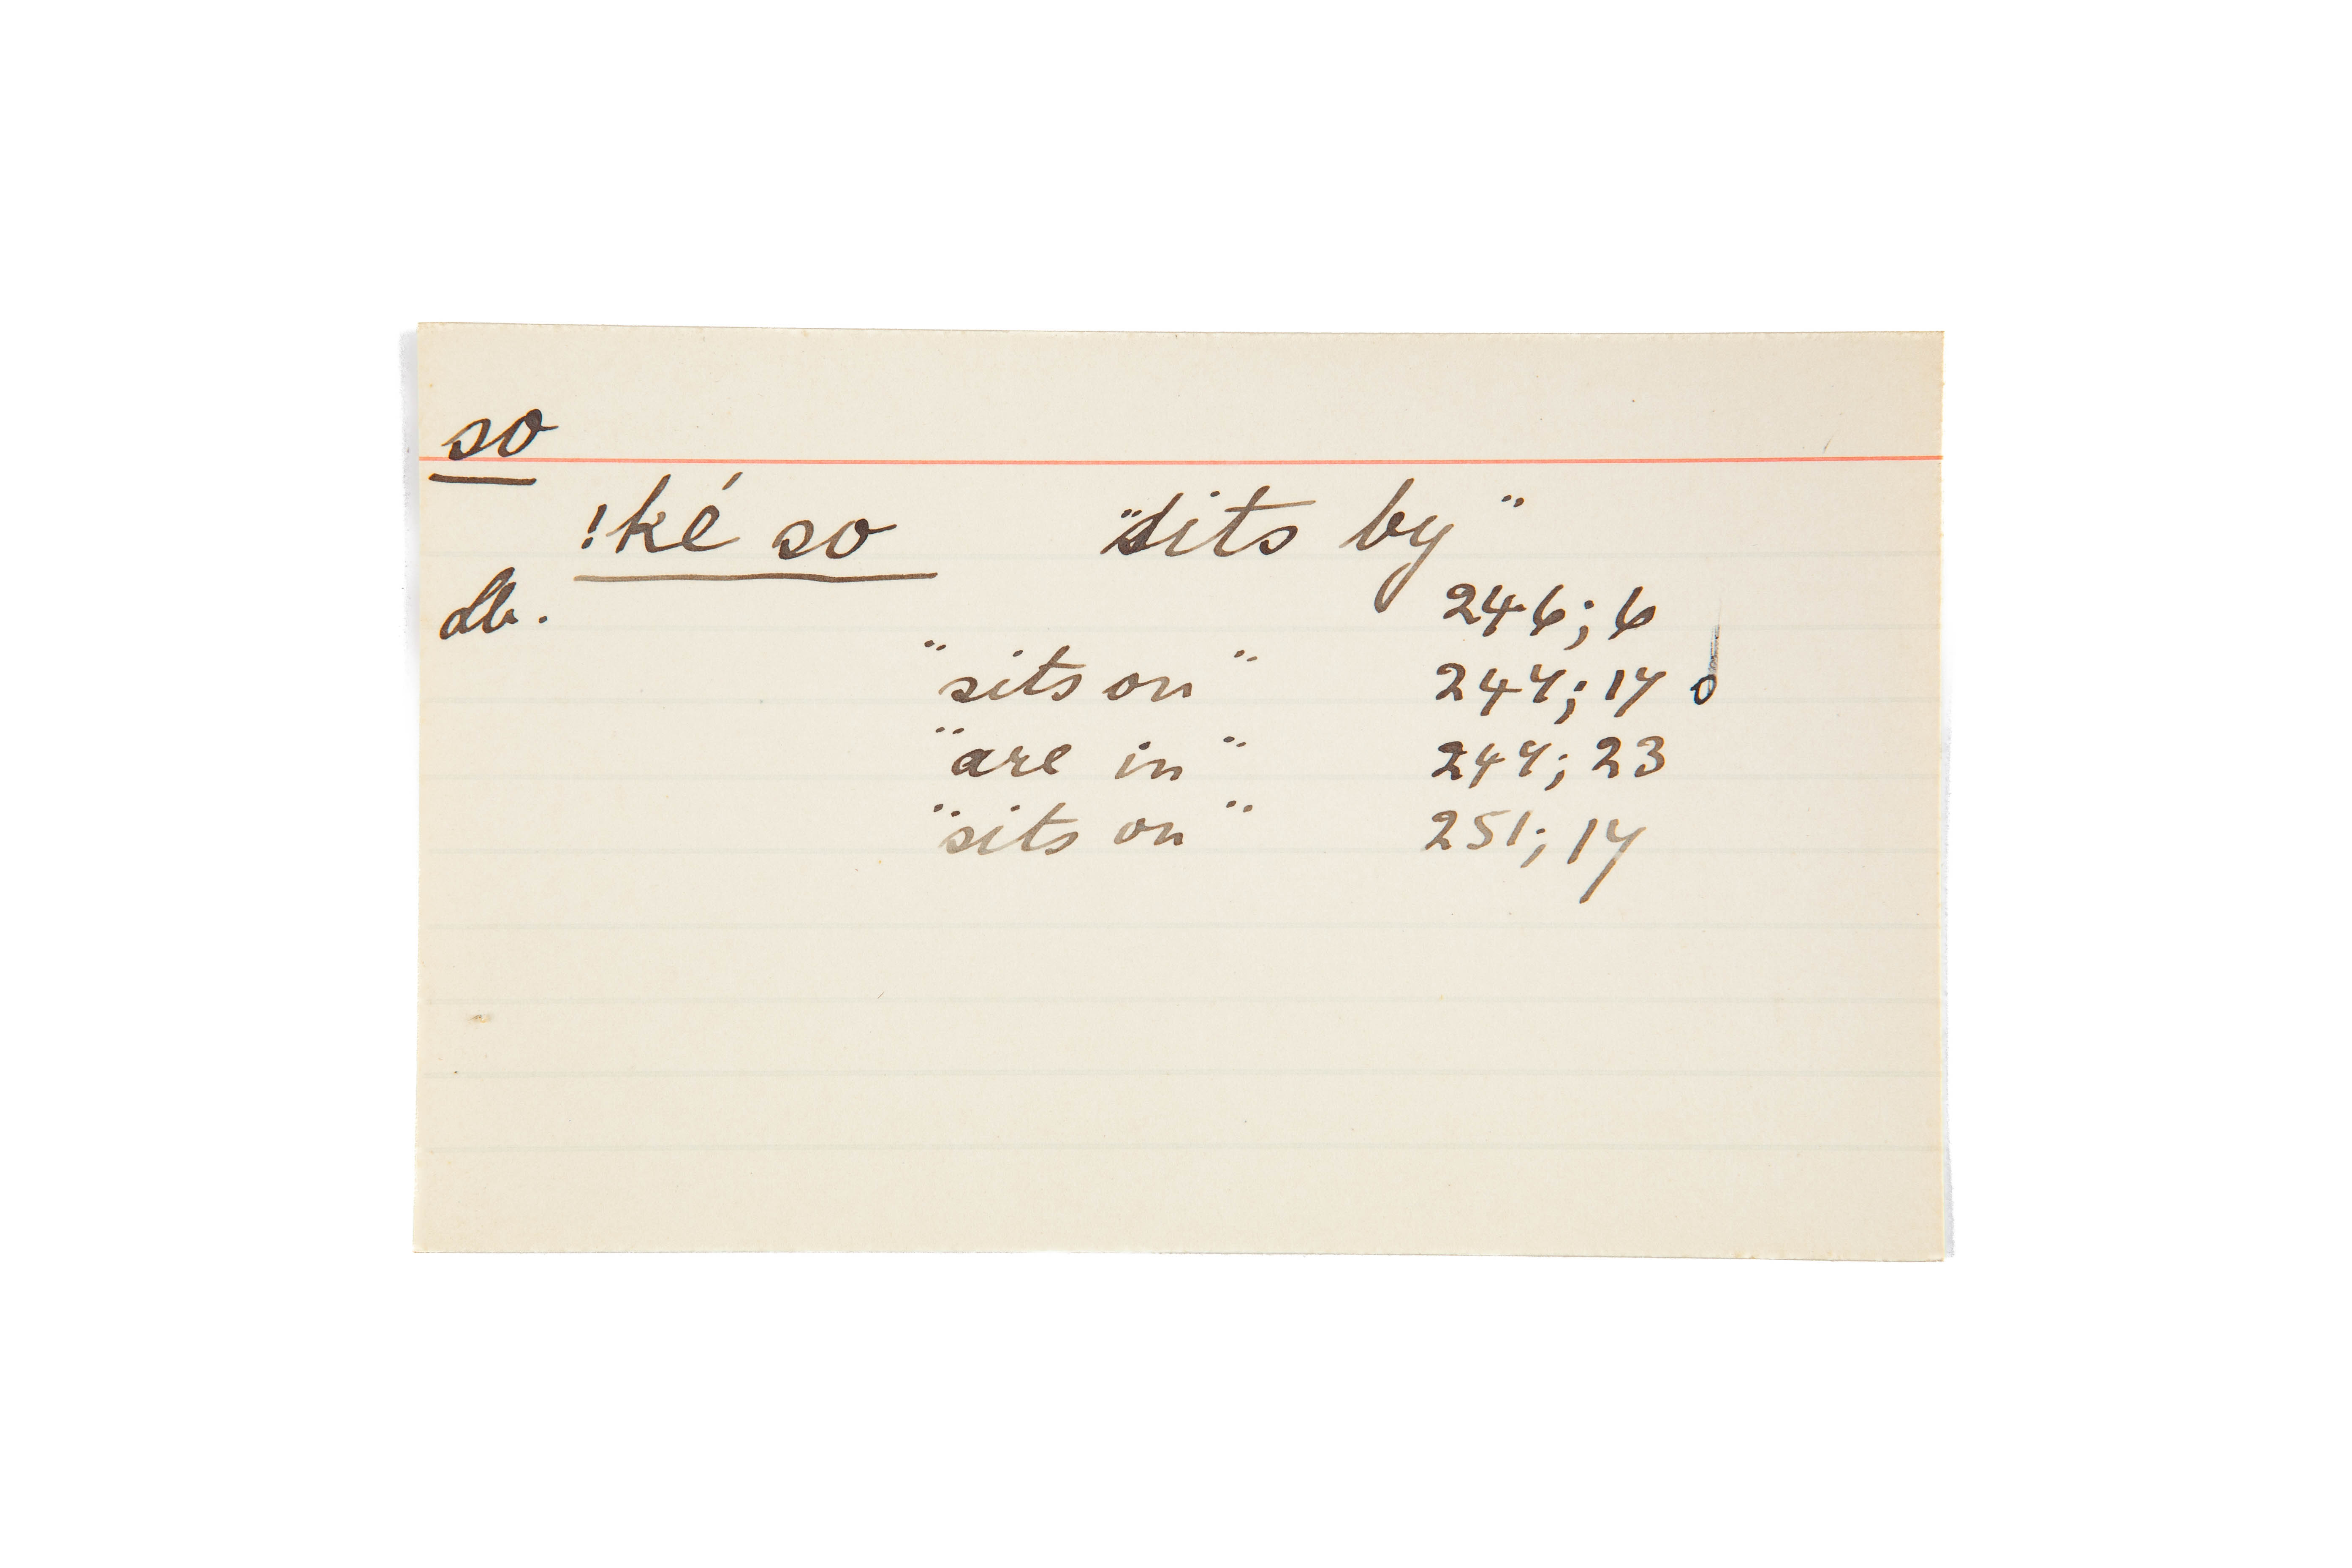 so
!ké so "sits by"
246; 6
"sits on" 247; 17
"are in" 247; 23
"sits on" 251; 17